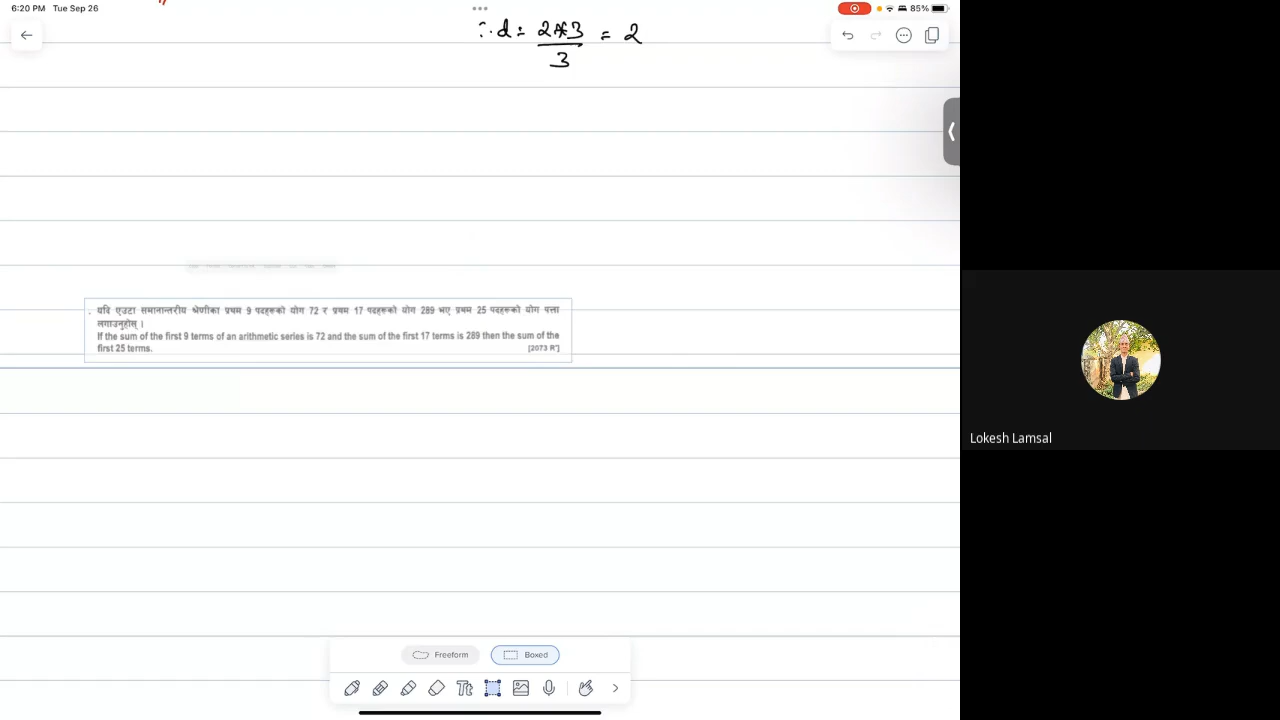 6:20 PM Tue Sep 26
85%
∴d = 2*3/3 = 2
यदि एउटा समानान्तरीय श्रेणीका प्रथम 9 पदहरूको योग 72 र प्रथम 17 पदहरूको योग 289 भए प्रथम 25 पदहरूको योग पत्ता
लगाउनुहोस् ।
If the sum of the first 9 terms of an arithmetic series is 72 and the sum of the first 17 terms is 289 then the sum of the
first 25 terms. [2073 R']
Lokesh Lamsal
Freeform Boxed
Tt